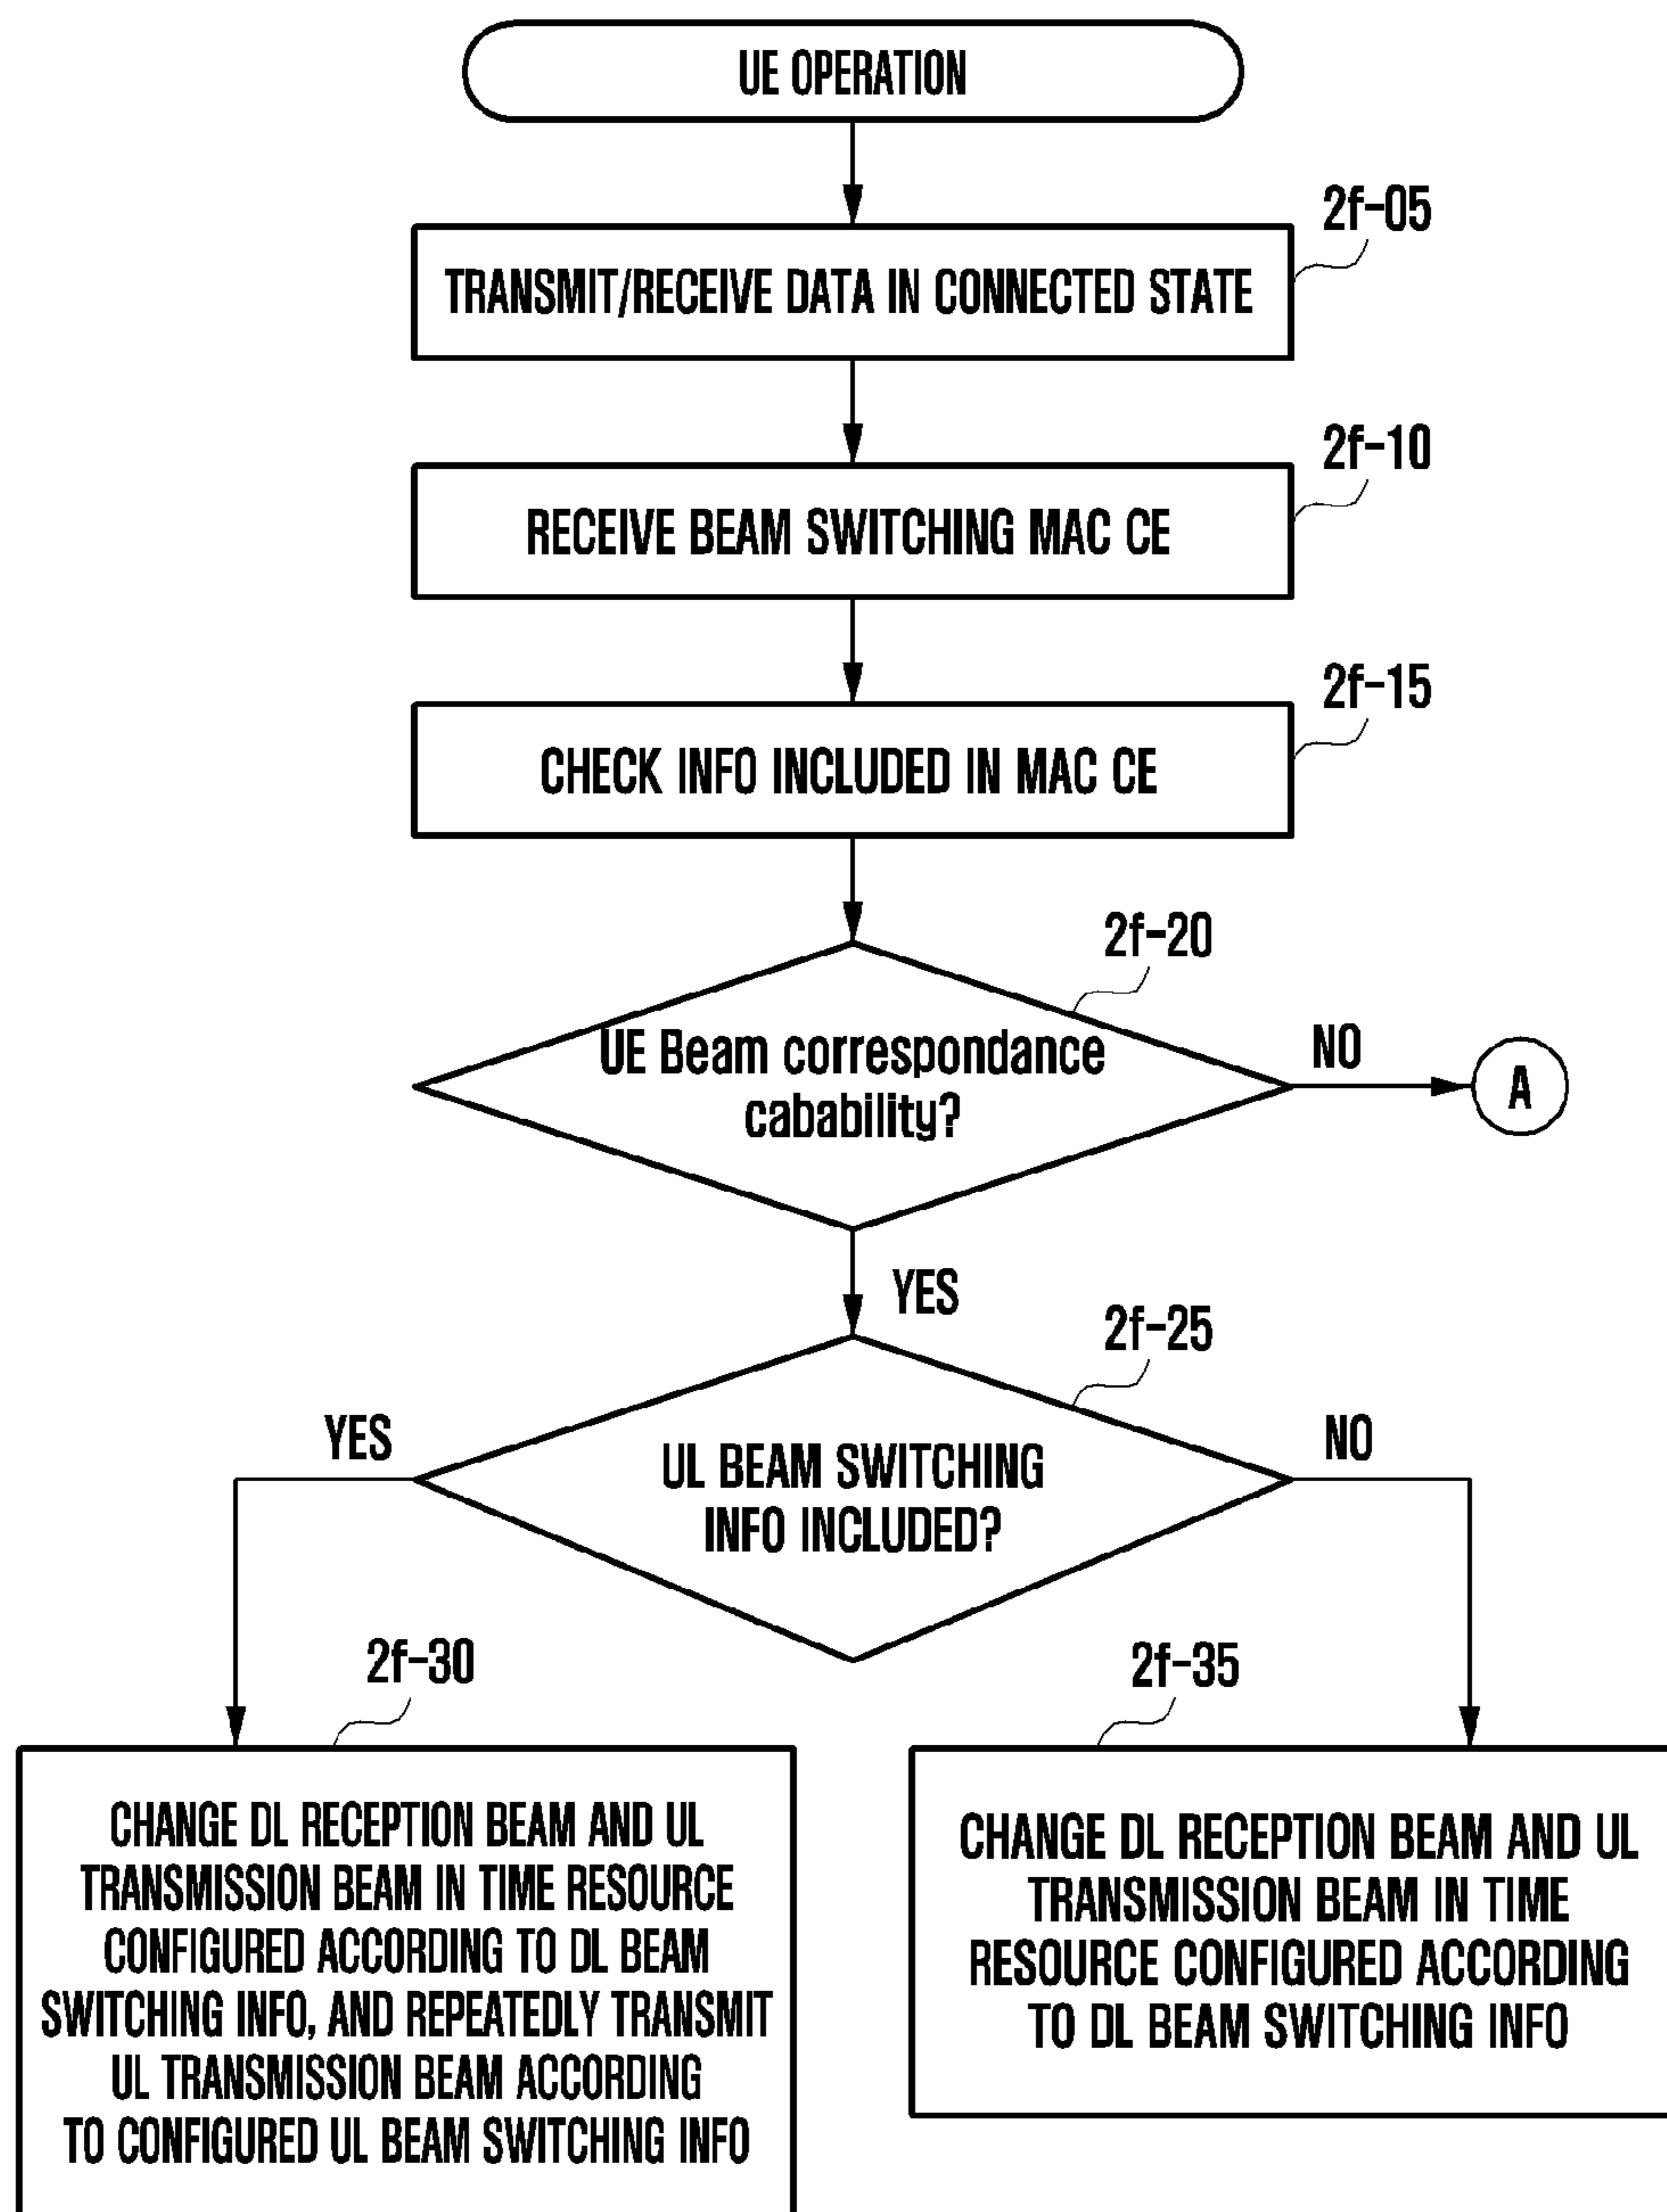 UE OPERATION
2f-05
TRANSMIT/RECEIVE DATA IN CONNECTED STATE
2f-10
RECEIVE BEAM SWITCHING MAC CE
2f-15
CHECK INFO INCLUDED IN MAC CE
2f-20
UE Beam correspondance
cabability?
NO
A
YES
2f-25
YES
UL BEAM SWITCHING
INFO INCLUDED?
NO
2f-30
CHANGE DL RECEPTION BEAM AND UL
TRANSMISSION BEAM IN TIME RESOURCE
CONFIGURED ACCORDING TO DL BEAM
SWITCHING INFO, AND REPEATEDLY TRANSMIT
UL TRANSMISSION BEAM ACCORDING
TO CONFIGURED UL BEAM SWITCHING INFO
2f-35
CHANGE DL RECEPTION BEAM AND UL
TRANSMISSION BEAM IN TIME
RESOURCE CONFIGURED ACCORDING
TO DL BEAM SWITCHING INFO